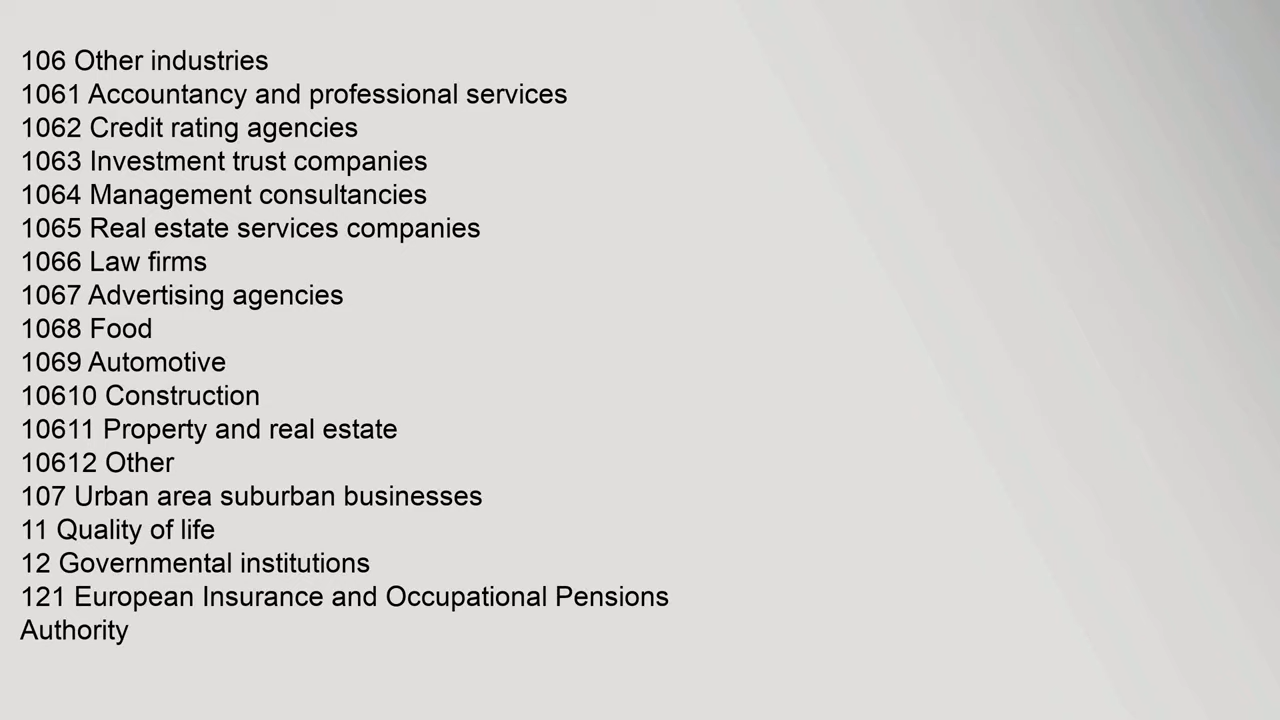 106 Other industries
1061 Accountancy and professional services
1062 Credit rating agencies
1063 Investment trust companies
1064 Management consultancies
1065 Real estate services companies
1066 Law firms
1067 Advertising agencies
1068 Food
1069 Automotive
10610 Construction
10611 Property and real estate
10612 Other
107 Urban area suburban businesses
11 Quality of life
12 Governmental institutions
121 European Insurance and Occupational Pensions
Authority